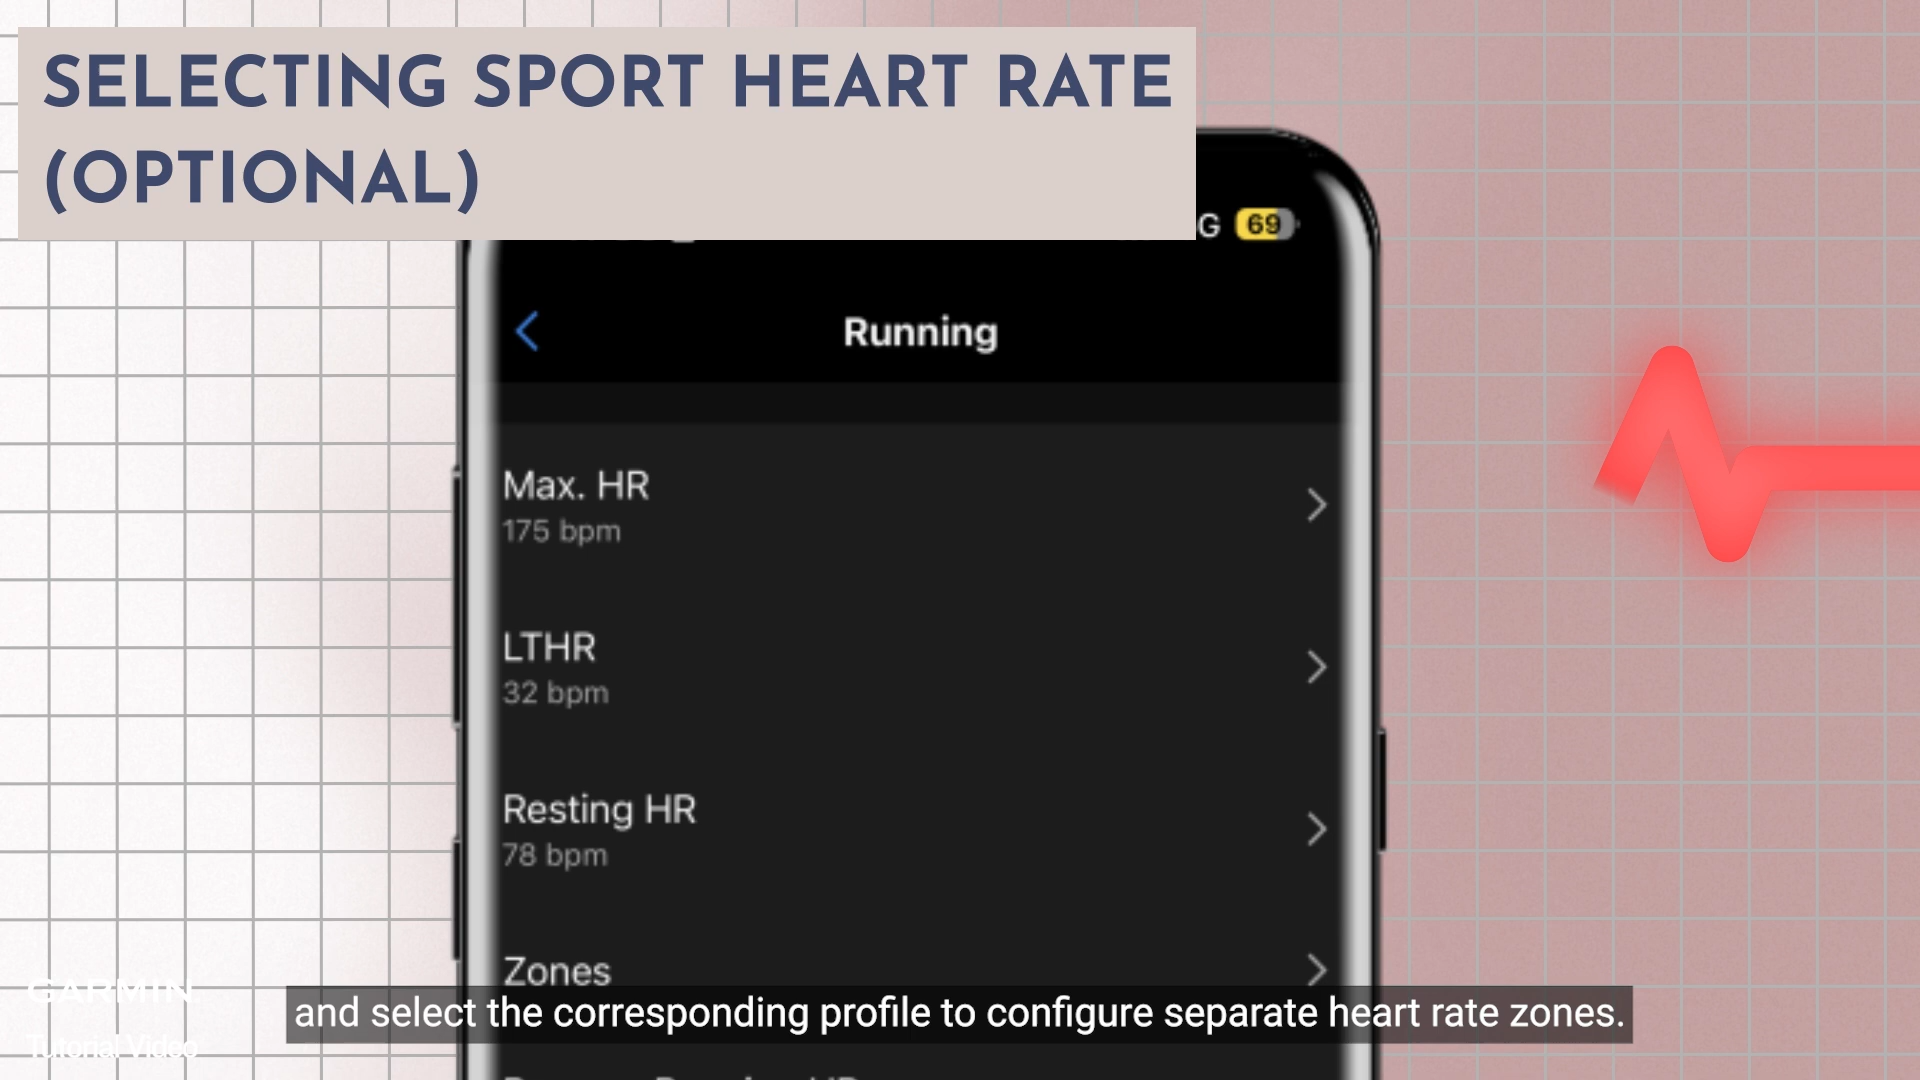 SELECTING SPORT HEART RATE
(OPTIONAL)
G 69
Running
Max. HR
175 bpm
LTHR
32 bpm
Resting HR
78 bpm
Zones
and select the corresponding profile to configure separate heart rate zones.
GARMIN
Tutorial Video